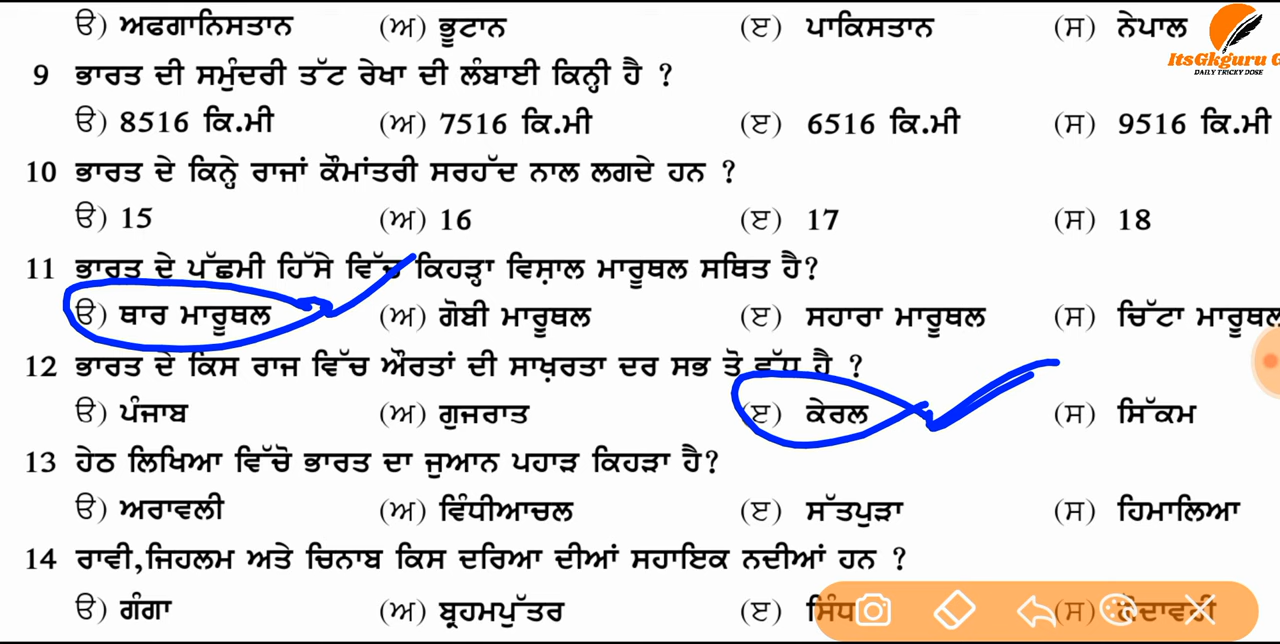 ੳ) ਅਫਗਾਨਿਸਤਾਨ (ਅ) ਭੂਟਾਨ (ੲ) ਪਾਕਿਸਤਾਨ (ਸ) ਨੇਪਾਲ
ItsGkguru G
DAILY TRICKY DOSE
9 ਭਾਰਤ ਦੀ ਸਮੁੰਦਰੀ ਤੱਟ ਰੇਖਾ ਦੀ ਲੰਬਾਈ ਕਿਨ੍ਹੀ ਹੈ ?
ੳ) 8516 ਕਿ.ਮੀ (ਅ) 7516 ਕਿ.ਮੀ (ੲ) 6516 ਕਿ.ਮੀ (ਸ) 9516 ਕਿ.ਮੀ
10 ਭਾਰਤ ਦੇ ਕਿਨ੍ਹੇ ਰਾਜਾਂ ਕੌਮਾਂਤਰੀ ਸਰਹੱਦ ਨਾਲ ਲਗਦੇ ਹਨ ?
ੳ) 15 (ਅ) 16 (ੲ) 17 (ਸ) 18
11 ਭਾਰਤ ਦੇ ਪੱਛਮੀ ਹਿੱਸੇ ਵਿੱਚ ਕਿਹੜ੍ਹਾ ਵਿਸ਼ਾਲ ਮਾਰੂਥਲ ਸਥਿਤ ਹੈ?
ੳ) ਥਾਰ ਮਾਰੂਥਲ (ਅ) ਗੋਬੀ ਮਾਰੂਥਲ (ੲ) ਸਹਾਰਾ ਮਾਰੂਥਲ (ਸ) ਚਿੱਟਾ ਮਾਰੂਥਲ
12 ਭਾਰਤ ਦੇ ਕਿਸ ਰਾਜ ਵਿੱਚ ਔਰਤਾਂ ਦੀ ਸਾਖ਼ਰਤਾ ਦਰ ਸਭ ਤੋ ਵੱਧ ਹੈ ?
ੳ) ਪੰਜਾਬ (ਅ) ਗੁਜਰਾਤ (ੲ) ਕੇਰਲ (ਸ) ਸਿੱਕਮ
13 ਹੇਠ ਲਿਖਿਆ ਵਿੱਚੋ ਭਾਰਤ ਦਾ ਜੁਆਨ ਪਹਾੜ ਕਿਹੜਾ ਹੈ?
ੳ) ਅਰਾਵਲੀ (ਅ) ਵਿੰਧੀਆਚਲ (ੲ) ਸੱਤਪੁੜਾ (ਸ) ਹਿਮਾਲਿਆ
14 ਰਾਵੀ,ਜਿਹਲਮ ਅਤੇ ਚਿਨਾਬ ਕਿਸ ਦਰਿਆ ਦੀਆਂ ਸਹਾਇਕ ਨਦੀਆਂ ਹਨ ?
ੳ) ਗੰਗਾ (ਅ) ਬ੍ਰਹਮਪੁੱਤਰ (ੲ) ਸਿੰਧ (ਸ)